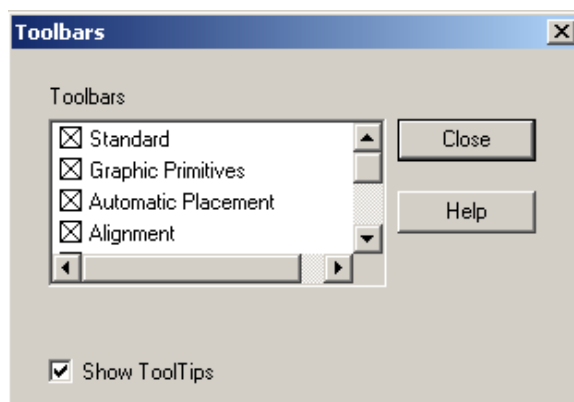 Toolbars
Toolbars
Standard
Graphic Primitives
Automatic Placement
Alignment
Close
Help
Show ToolTips